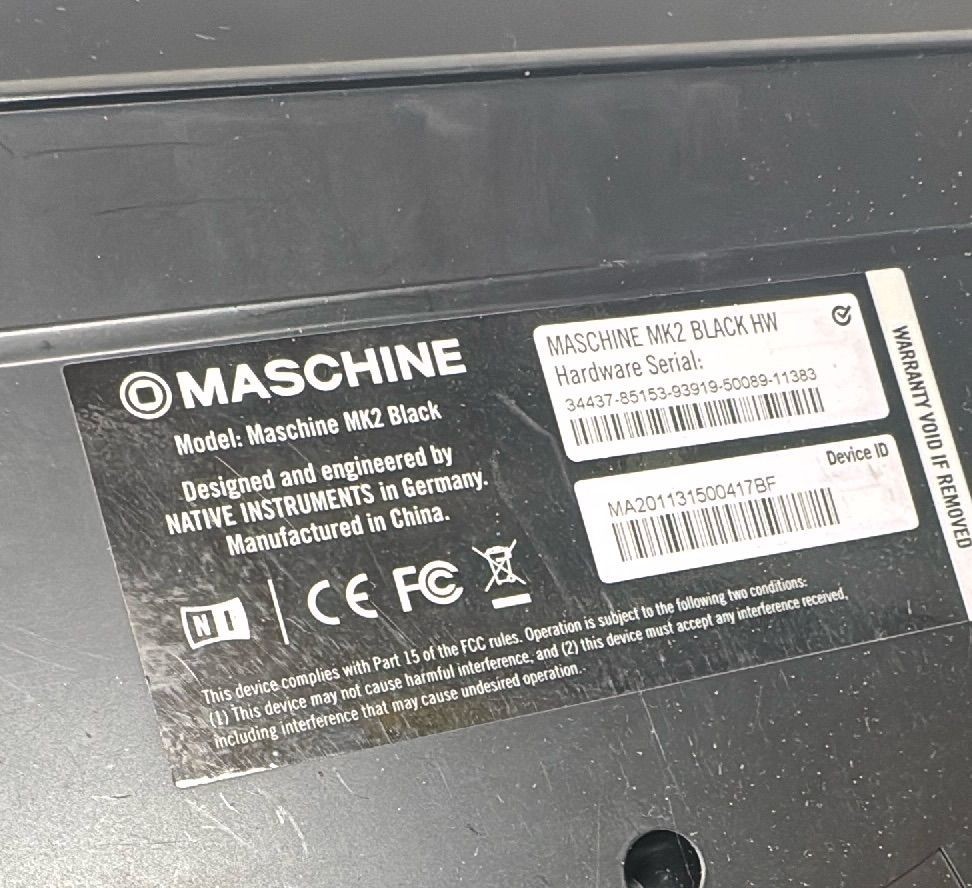 MASCHINE
Model: Maschine MK2 Black
Designed and engineered by
NATIVE INSTRUMENTS in Germany.
Manufactured in China.
NI
CE FC
This device complies with Part 15 of the FCC rules. Operation is subject to the following two conditions:
(1) This device may not cause harmful interference, and (2) this device must accept any interference received,
including interference that may cause undesired operation.
MASCHINE MK2 BLACK HW
Hardware Serial:
34437-85153-93919-50089-11383
Device ID
MA201131500417BF
WARRANTY VOID IF REMOVED